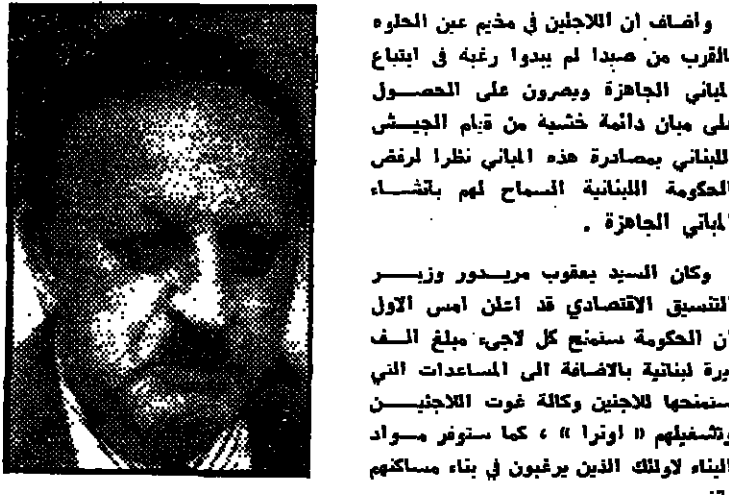 واضاف ان اللاجئين في مخيم عين الحلوه
بالقرب من صيدا لم يبدوا رغبة في ابتياع
المباني الجاهزة ويصرون على الحصول
على مبان دائمة خشية من قيام الجيش
اللبناني بمصادرة هذه المباني نظرا لرفض
الحكومة اللبنانية السماح لهم بانشاء
المباني الجاهزة .
وكان السيد يعقوب مريدور وزير
التنسيق الاقتصادي قد اعلن امس الاول
ان الحكومة ستمنح كل لاجيء مبلغ الف
ليرة لبنانية بالاضافة الى المساعدات التي
ستمنحها للاجئين وكالة غوث اللاجئين
وتشغيلهم « اونرا » ، كما ستوفر مواد
البناء لاولئك الذين يرغبون في بناء مساكنهم